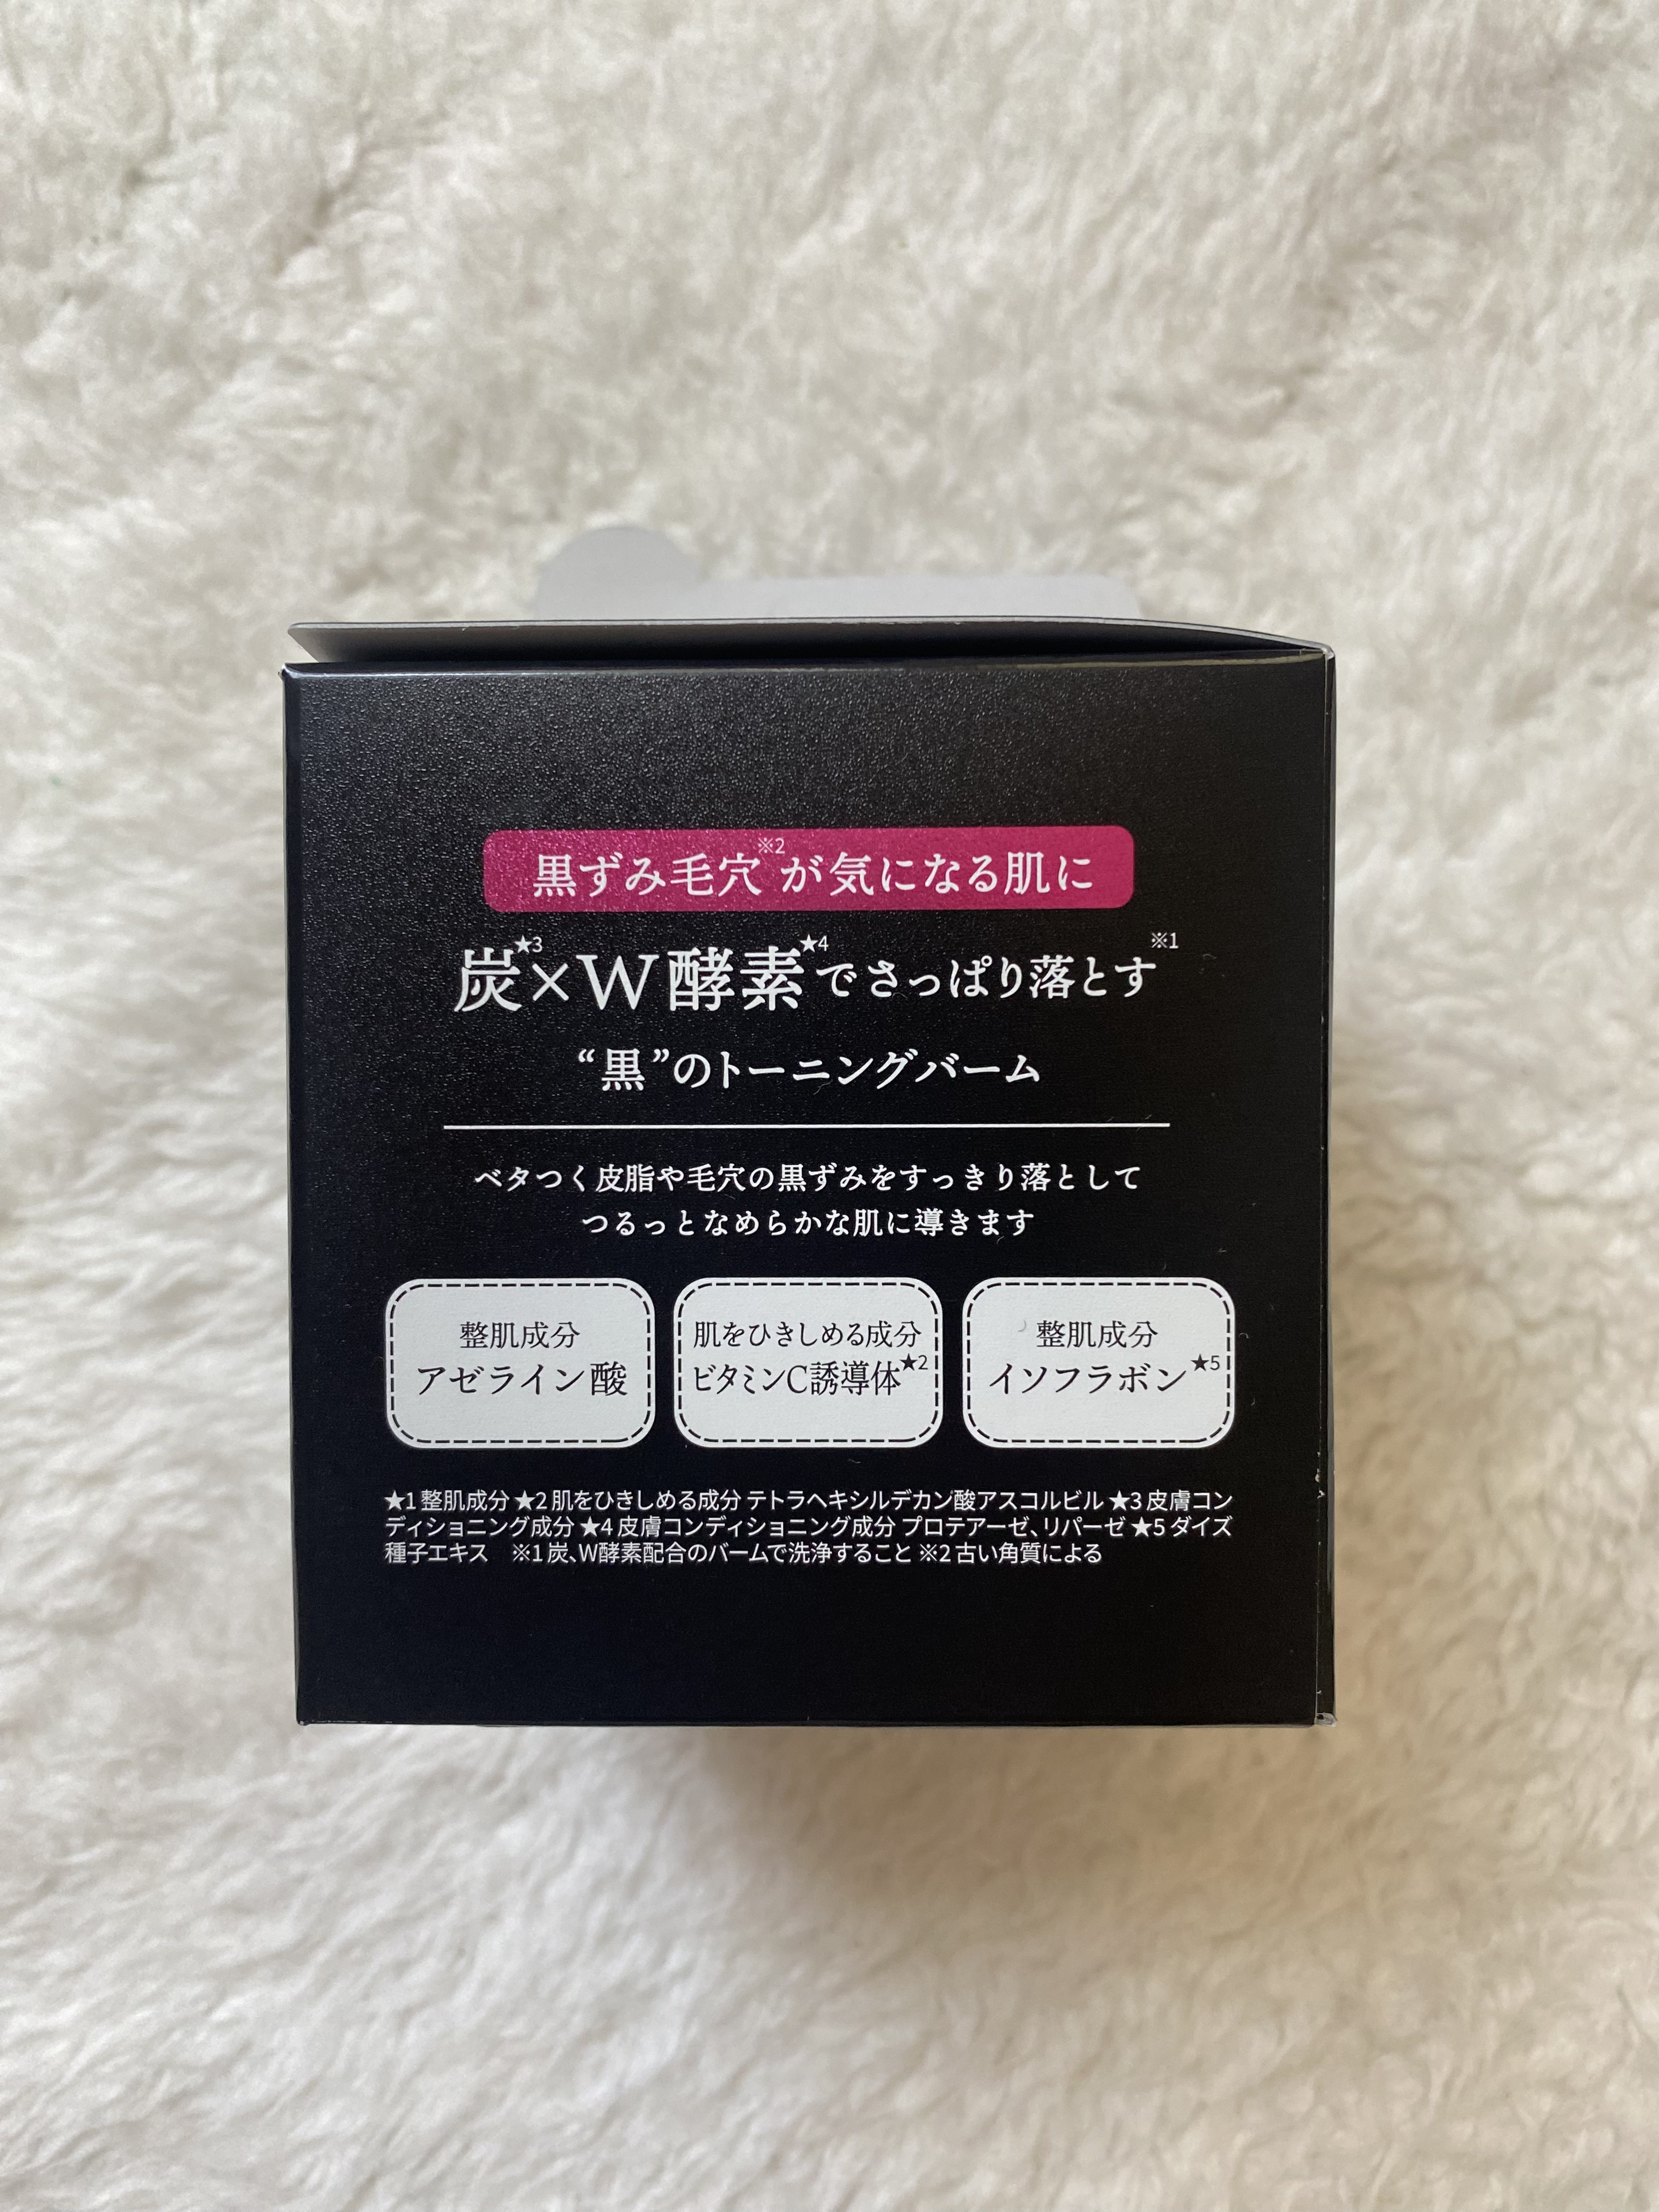 黒ずみ毛穴※2が気になる肌に
炭★3×W酵素★4でさっぱり落とす※1
“黒”のトーニングバーム
ベタつく皮脂や毛穴の黒ずみをすっきり落として
つるっとなめらかな肌に導きます
整肌成分
アゼライン酸
肌をひきしめる成分
ビタミンC誘導体★2
整肌成分
イソフラボン★5
★1 整肌成分 ★2 肌をひきしめる成分 テトラヘキシルデカン酸アスコルビル ★3 皮膚コン
ディショニング成分 ★4 皮膚コンディショニング成分 プロテアーゼ、リパーゼ ★5 ダイズ
種子エキス　※1 炭、W酵素配合のバームで洗浄すること ※2 古い角質による